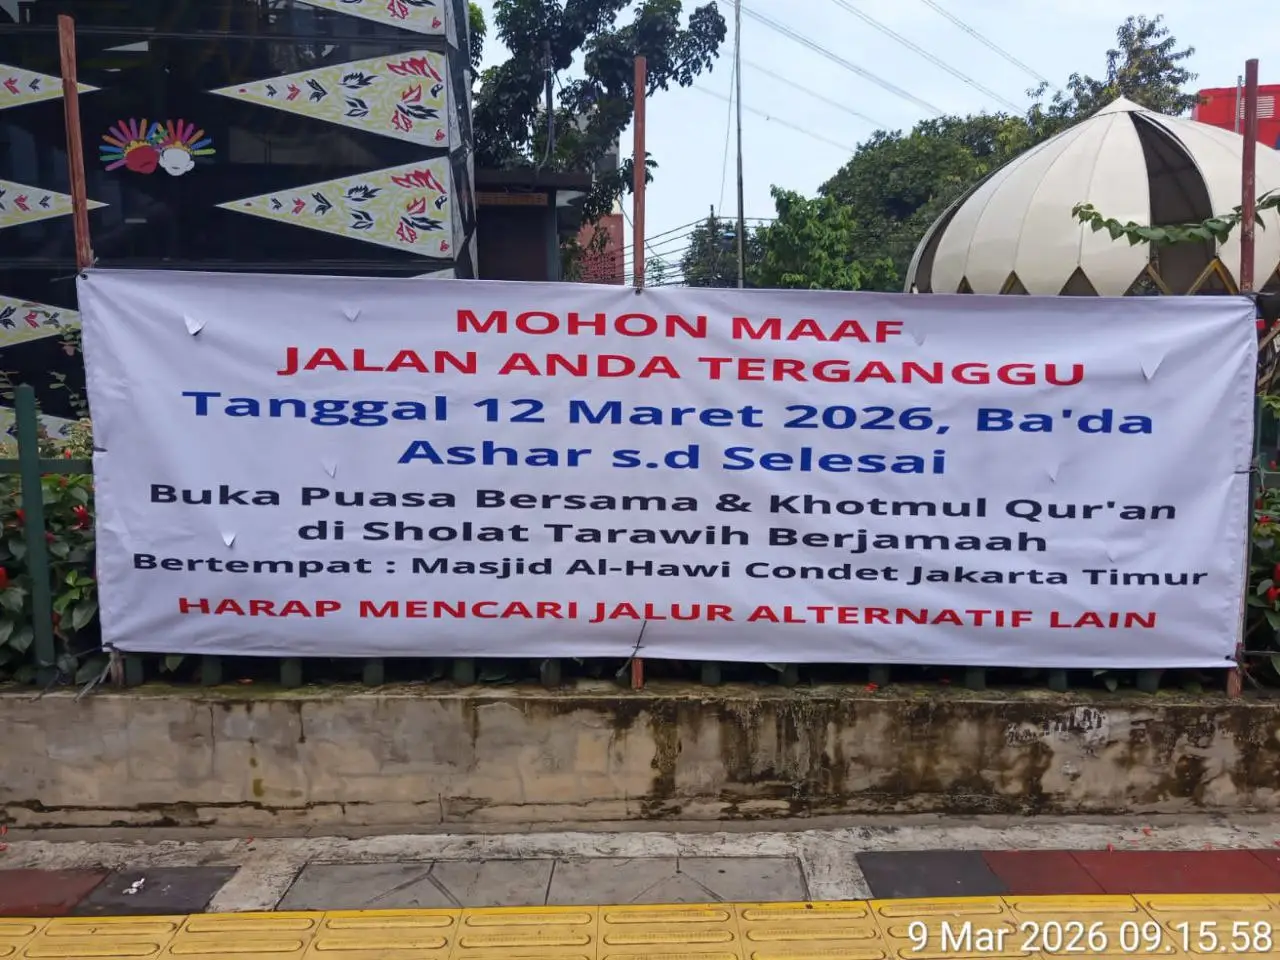 MOHON MAAF
JALAN ANDA TERGANGGU
Tanggal 12 Maret 2026, Ba'da
Ashar s.d Selesai
Buka Puasa Bersama & Khotmul Qur'an
di Sholat Tarawih Berjamaah
Bertempat : Masjid Al-Hawi Condet Jakarta Timur
HARAP MENCARI JALUR ALTERNATIF LAIN
9 Mar 2026 09.15.58